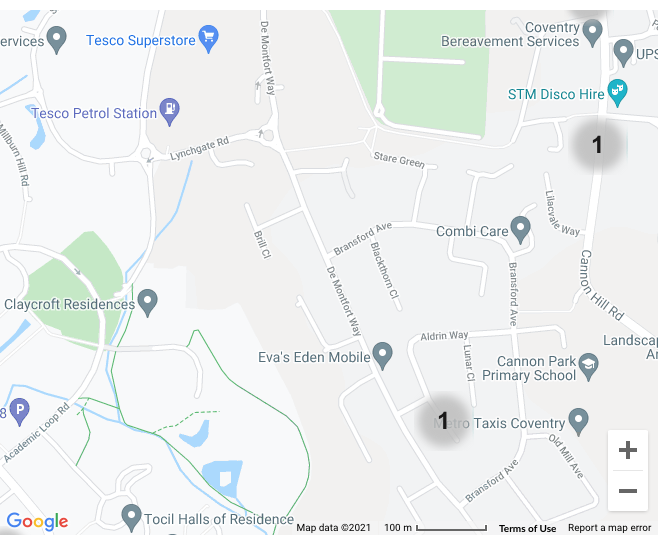 De Montfort Way
Coventry
Bereavement Services
ervices
Tesco Superstore
UPS
STM Disco Hire
Tesco Petrol Station
Milburn Hill Rd
Lynchgate Rd
1
Stare Green
Lilacvale Way
Combi Care
Bransford Ave
Brill Cl
Blackthorn Cl
De Montfort Way
Bransford Ave
Cannon Hill Rd
Claycroft Residences
Aldrin Way
Landscap
Ar
Eva's Eden Mobile
Lunar Cl
Cannon Park
Primary School
8
P
Academic Loop Rd
1
Metro Taxis Coventry
Old Mill Ave
Bransford Ave
+
−
Google
Tocil Halls of Residence
Map data ©2021
100 m
Terms of Use
Report a map error